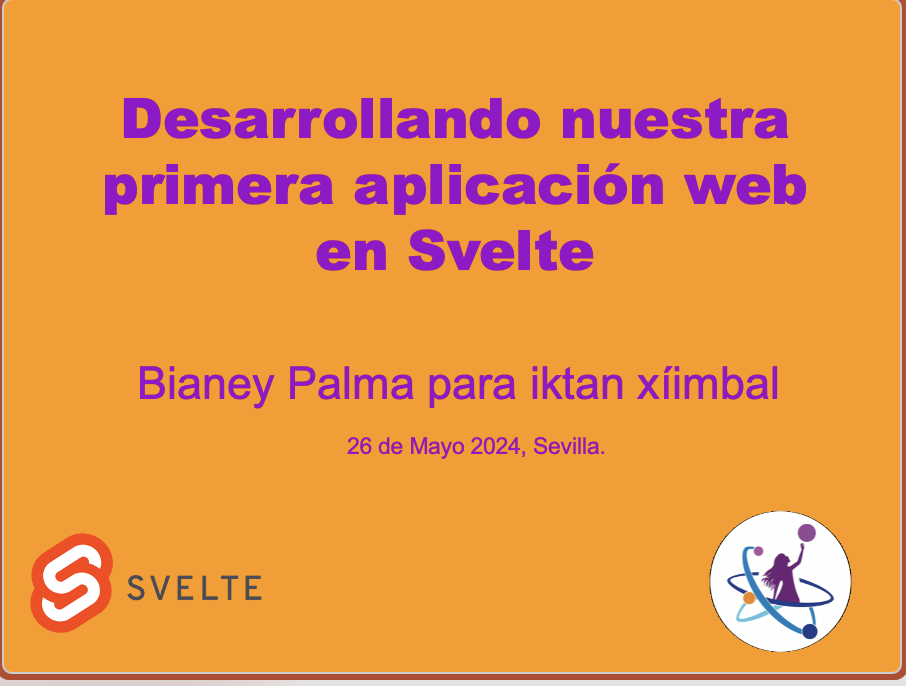 Desarrollando nuestra
primera aplicación web
en Svelte
Bianey Palma para iktan xíimbal
26 de Mayo 2024, Sevilla.
SVELTE